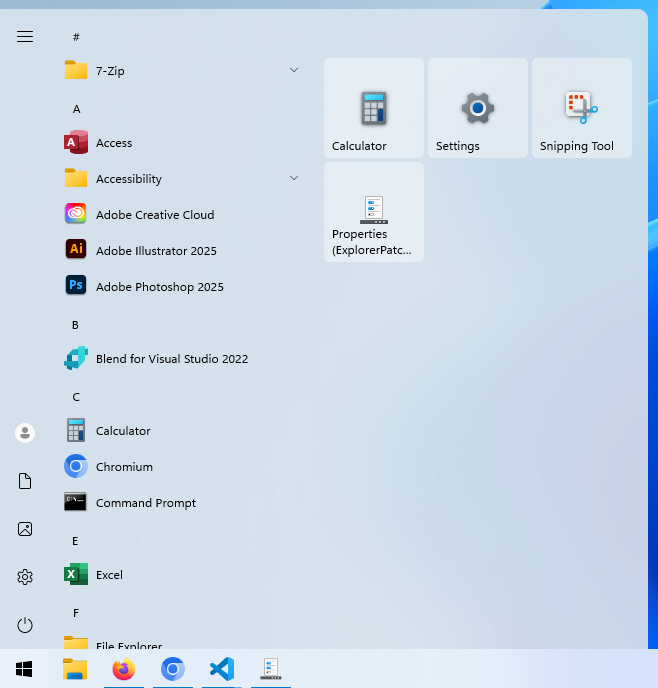 #
7-Zip
A
Access
Accessibility
Adobe Creative Cloud
Adobe Illustrator 2025
Adobe Photoshop 2025
B
Blend for Visual Studio 2022
C
Calculator
Chromium
Command Prompt
E
Excel
F
File Explorer
Calculator
Settings
Snipping Tool
Properties
(ExplorerPatc...